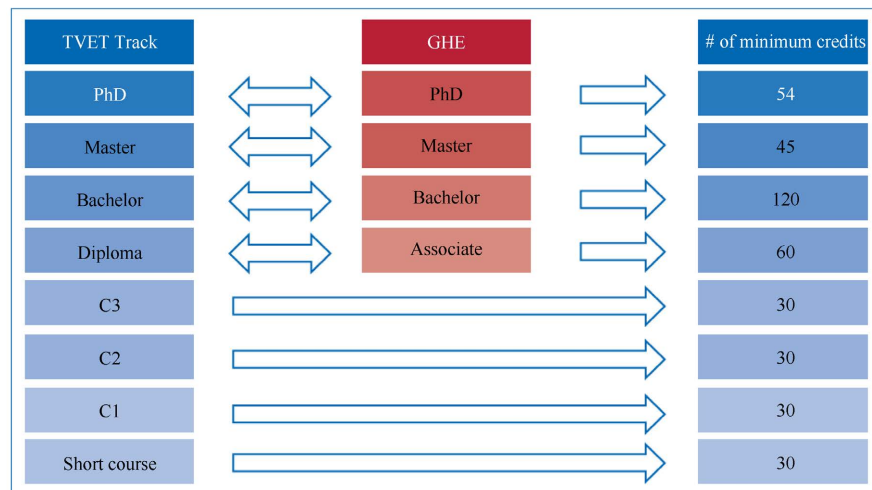 TVET Track GHE # of minimum credits
PhD PhD 54
Master Master 45
Bachelor Bachelor 120
Diploma Associate 60
C3 30
C2 30
C1 30
Short course 30